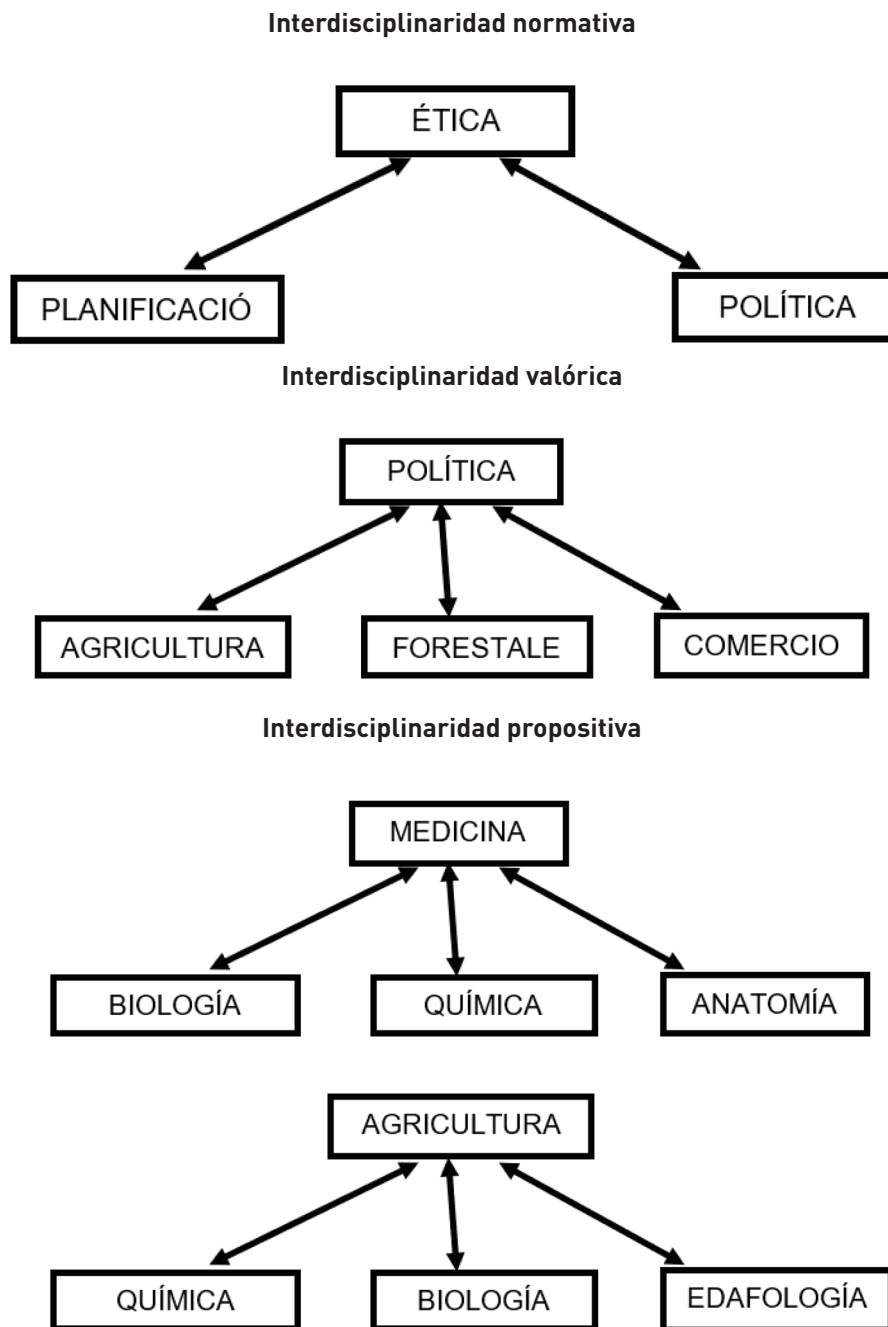 Interdisciplinaridad normativa
ÉTICA
PLANIFICACIÓ
POLÍTICA
Interdisciplinaridad valórica
POLÍTICA
AGRICULTURA
FORESTALE
COMERCIO
Interdisciplinaridad propositiva
MEDICINA
BIOLOGÍA
QUÍMICA
ANATOMÍA
AGRICULTURA
QUÍMICA
BIOLOGÍA
EDAFOLOGÍA